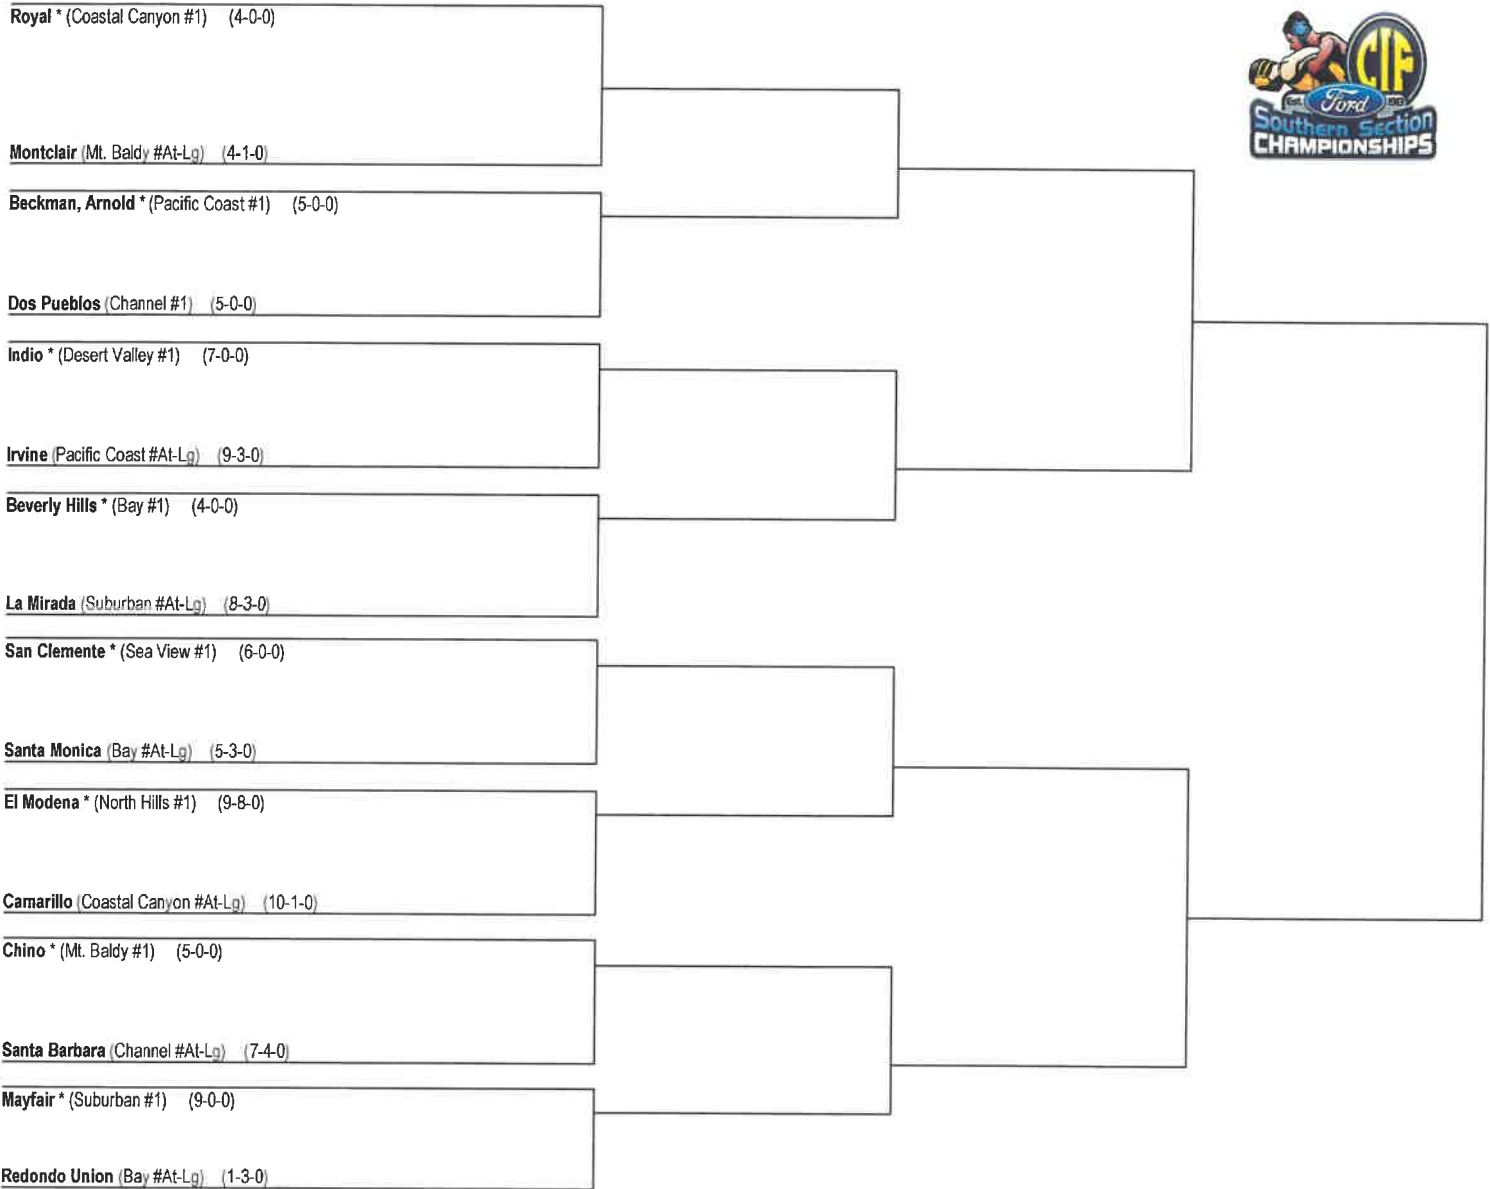 Royal * (Coastal Canyon #1) (4-0-0)
CIF
Est. 1913
Ford
Southern Section
CHAMPIONSHIPS
Montclair (Mt. Baldy #At-Lg) (4-1-0)
Beckman, Arnold * (Pacific Coast #1) (5-0-0)
Dos Pueblos (Channel #1) (5-0-0)
Indio * (Desert Valley #1) (7-0-0)
Irvine (Pacific Coast #At-Lg) (9-3-0)
Beverly Hills * (Bay #1) (4-0-0)
La Mirada (Suburban #At-Lg) (8-3-0)
San Clemente * (Sea View #1) (6-0-0)
Santa Monica (Bay #At-Lg) (5-3-0)
El Modena * (North Hills #1) (9-8-0)
Camarillo (Coastal Canyon #At-Lg) (10-1-0)
Chino * (Mt. Baldy #1) (5-0-0)
Santa Barbara (Channel #At-Lg) (7-4-0)
Mayfair * (Suburban #1) (9-0-0)
Redondo Union (Bay #At-Lg) (1-3-0)